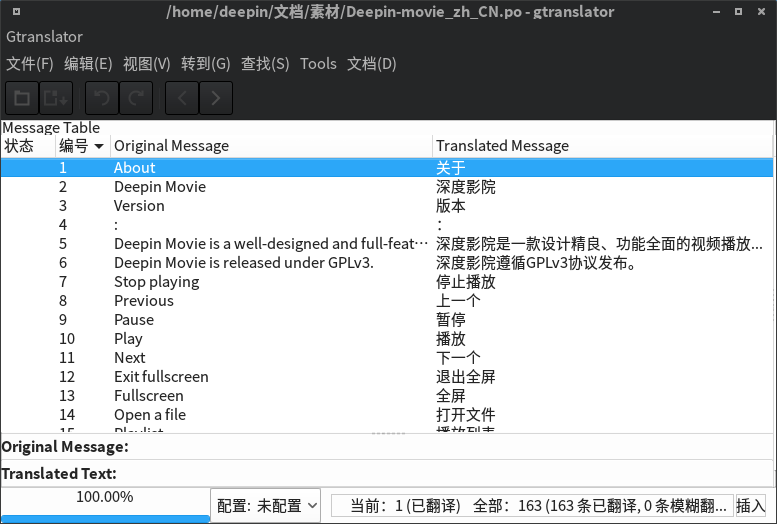 /home/deepin/文档/素材/Deepin-movie_zh_CN.po - gtranslator
Gtranslator
文件(F) 编辑(E) 视图(V) 转到(G) 查找(S) Tools 文档(D)
Message Table
状态 编号 Original Message Translated Message
1 About 关于
2 Deepin Movie 深度影院
3 Version 版本
4 : ：
5 Deepin Movie is a well-designed and full-feat… 深度影院是一款设计精良、功能全面的视频播放...
6 Deepin Movie is released under GPLv3. 深度影院遵循GPLv3协议发布。
7 Stop playing 停止播放
8 Previous 上一个
9 Pause 暂停
10 Play 播放
11 Next 下一个
12 Exit fullscreen 退出全屏
13 Fullscreen 全屏
14 Open a file 打开文件
15 Playlist 播放列表
Original Message:
Translated Text:
100.00% 配置: 未配置 当前：1 (已翻译) 全部：163 (163 条已翻译, 0 条模糊翻... 插入